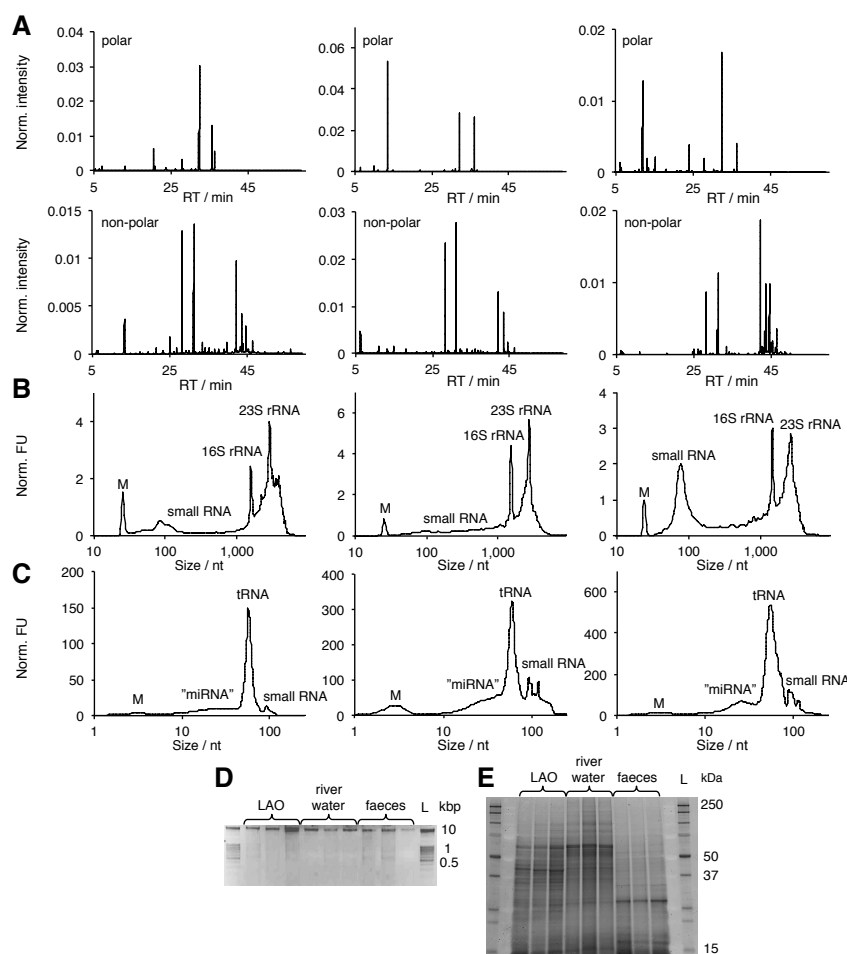 A
Norm. intensity
polar
0.04
0.03
0.02
0.01
0
5 25 45
RT / min
polar
0.06
0.04
0.02
0
5 25 45
RT / min
polar
0.02
0.01
0
5 25 45
RT / min
Norm. intensity
non-polar
0.015
0.01
0.005
0
5 25 45
RT / min
non-polar
0.03
0.02
0.01
0
5 25 45
RT / min
non-polar
0.02
0.01
0
5 25 45
RT / min
B
Norm. FU
4
2
0
M
small RNA
16S rRNA
23S rRNA
10 100 1,000
Size / nt
6
4
2
0
M
small RNA
16S rRNA
23S rRNA
10 100 1,000
Size / nt
4
3
2
1
0
M
small RNA
16S rRNA
23S rRNA
10 100 1,000
Size / nt
C
Norm. FU
200
150
100
50
0
M
"miRNA"
tRNA
small RNA
1 10 100
Size / nt
400
300
200
100
0
M
"miRNA"
tRNA
small RNA
1 10 100
Size / nt
600
400
200
0
M
"miRNA"
tRNA
small RNA
1 10 100
Size / nt
D
LAO
river
water
faeces
L kbp
10
1
0.5
E
LAO
river
water
faeces
L kDa
250
50
37
15